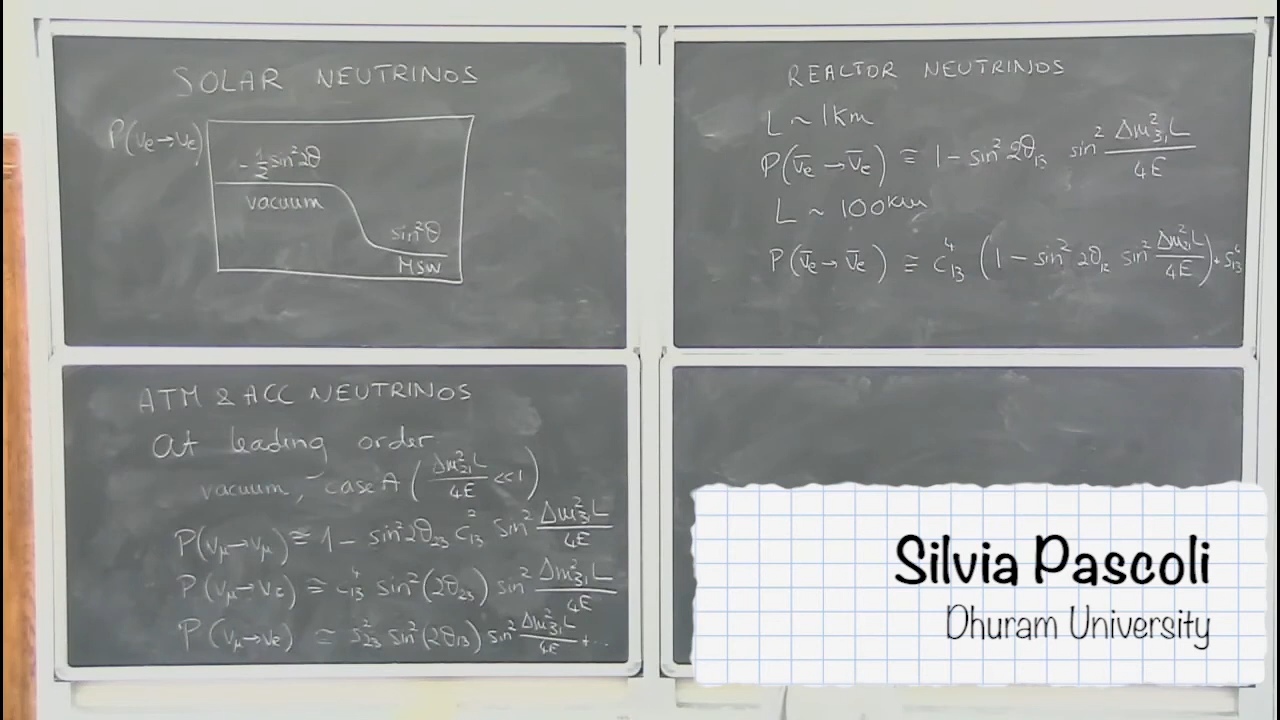 SOLAR NEUTRINOS
P(νe→νe)
- 1/2 sin²2θ
vacuum
sin²θ
MSW
ATM & ACC NEUTRINOS
at leading order
vacuum, case A (Δm²₂₁L/4E <<1)
P(νμ→νμ) ≅ 1 - sin²2θ₂₃ c²₁₃ sin² Δm²₃₁L/4E
P(νμ→ντ) ≅ c⁴₁₃ sin²(2θ₂₃) sin² Δm²₃₁L/4E
P(νμ→νe) ≃ s²₂₃ sin²(2θ₁₃) sin² Δm²₃₁L/4E + ...
REACTOR NEUTRINOS
L ~ 1km
P(ν̅e→ν̅e) ≅ 1 - sin²2θ₁₃ sin² Δm²₃₁L/4E
L ~ 100km
P(ν̅e→ν̅e) ≅ c⁴₁₃ (1 - sin²2θ₁₂ sin² Δm²₂₁L/4E) + s⁴₁₃
Silvia Pascoli
Dhuram University